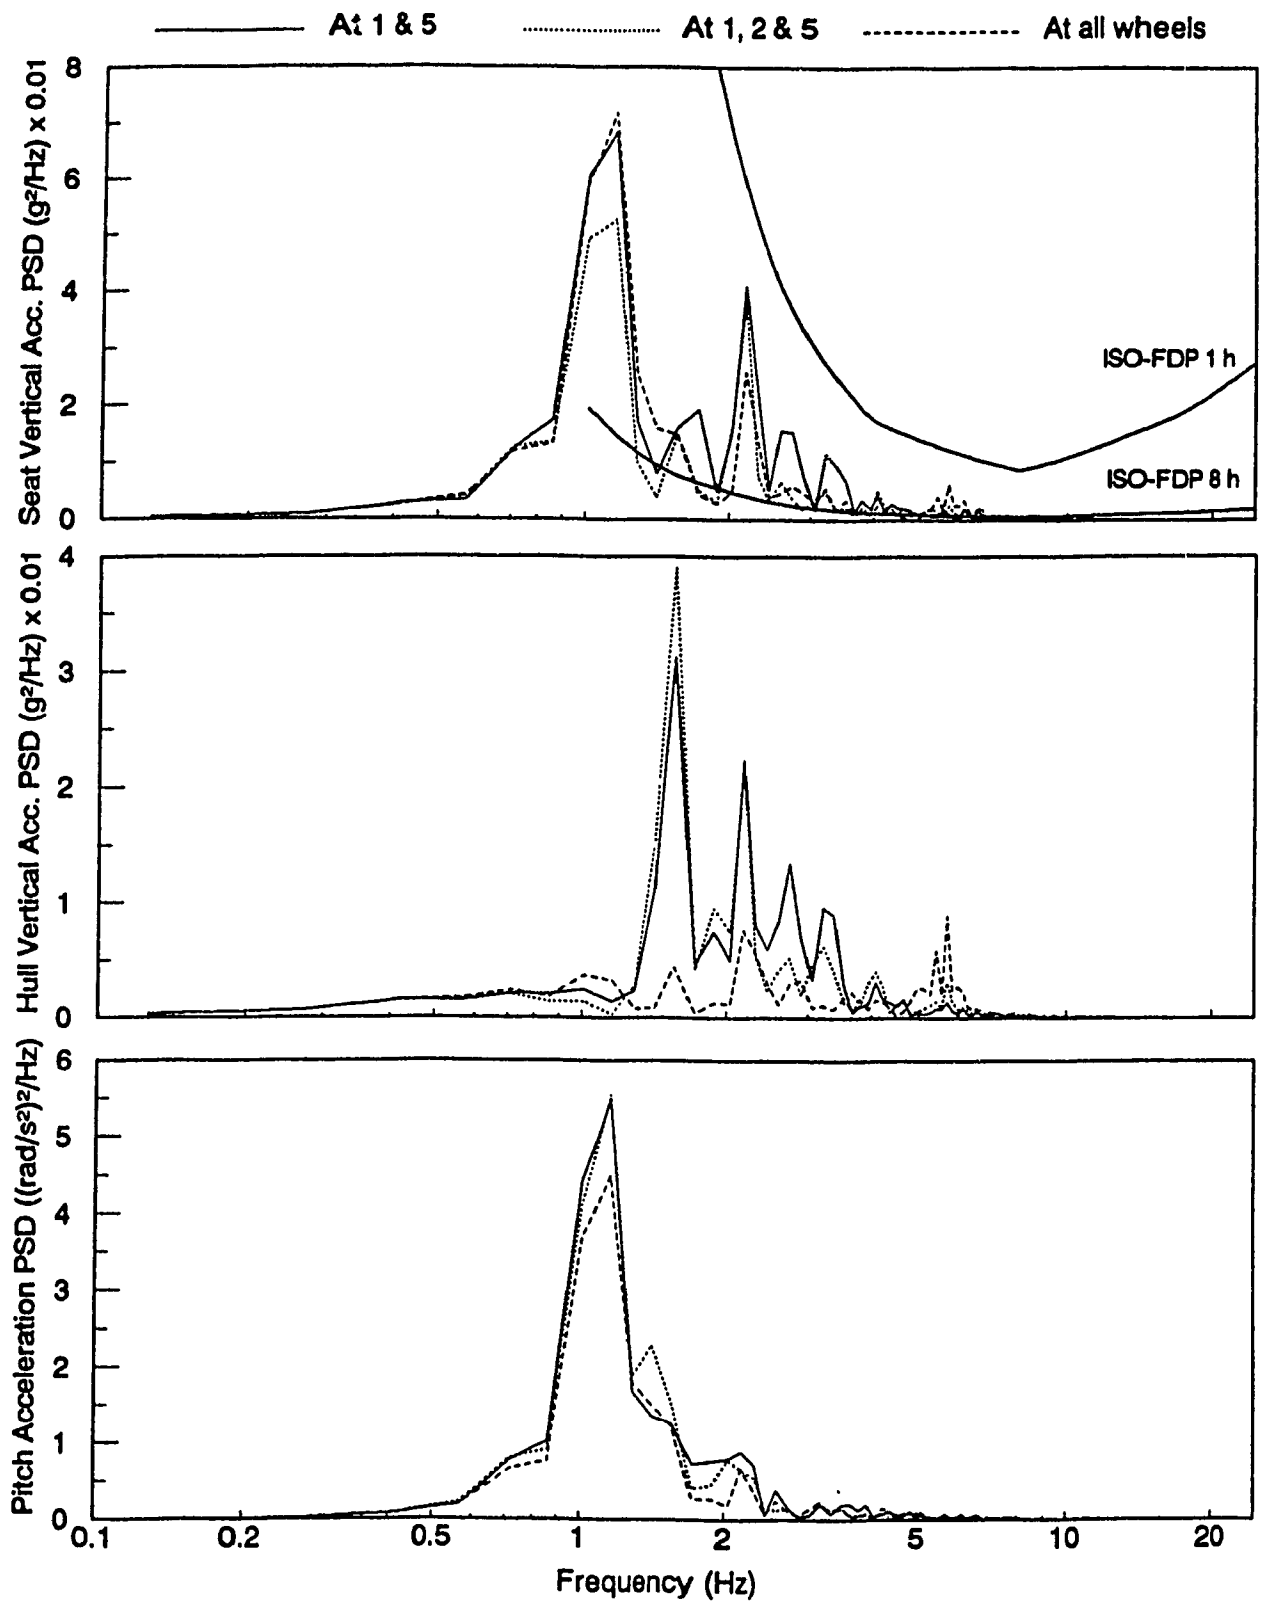 At 1 & 5
At 1, 2 & 5
At all wheels
Seat Vertical Acc. PSD (g²/Hz) x 0.01
8
6
4
2
0
ISO-FDP 1 h
ISO-FDP 8 h
Hull Vertical Acc. PSD (g²/Hz) x 0.01
4
3
2
1
0
Pitch Acceleration PSD ((rad/s²)²/Hz)
6
5
4
3
2
1
0
0.1 0.2 0.5 1 2 5 10 20
Frequency (Hz)